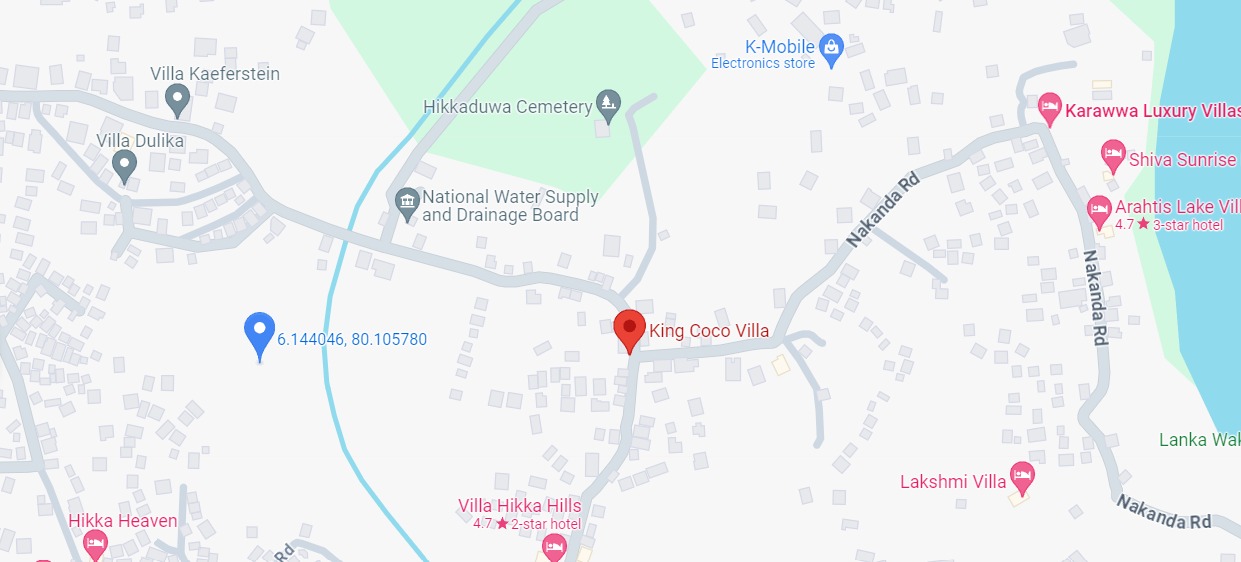 K-Mobile
Electronics store
Villa Kaeferstein
Hikkaduwa Cemetery
Karawwa Luxury Villas
Villa Dulika
Shiva Sunrise
National Water Supply
and Drainage Board
Nakanda Rd
Arahtis Lake Vill
4.7 ★ 3-star hotel
Nakanda Rd
King Coco Villa
6.144046, 80.105780
Lanka Wak
Lakshmi Villa
Villa Hikka Hills
4.7 ★ 2-star hotel
Nakanda Rd
Hikka Heaven
Rd